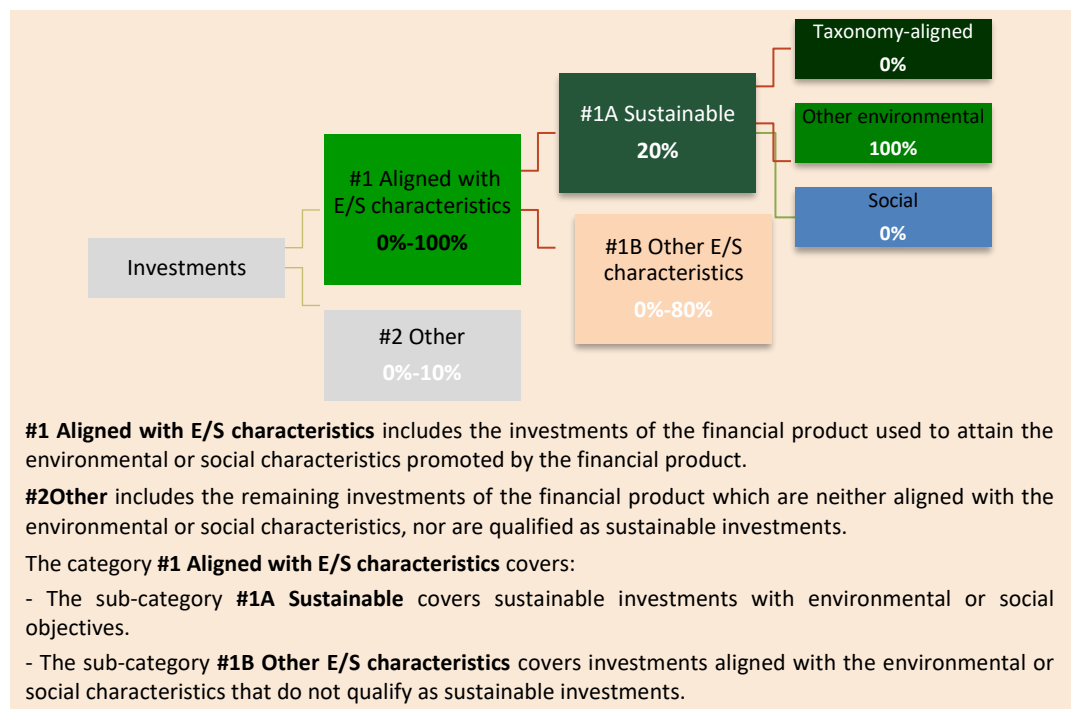 Taxonomy-aligned
0%
#1A Sustainable
20%
Other environmental
100%
#1 Aligned with
E/S characteristics
0%-100%
Social
0%
#1B Other E/S
characteristics
0%-80%
Investments
#2 Other
0%-10%
#1 Aligned with E/S characteristics includes the investments of the financial product used to attain the
environmental or social characteristics promoted by the financial product.
#2Other includes the remaining investments of the financial product which are neither aligned with the
environmental or social characteristics, nor are qualified as sustainable investments.
The category #1 Aligned with E/S characteristics covers:
- The sub-category #1A Sustainable covers sustainable investments with environmental or social
objectives.
- The sub-category #1B Other E/S characteristics covers investments aligned with the environmental or
social characteristics that do not qualify as sustainable investments.